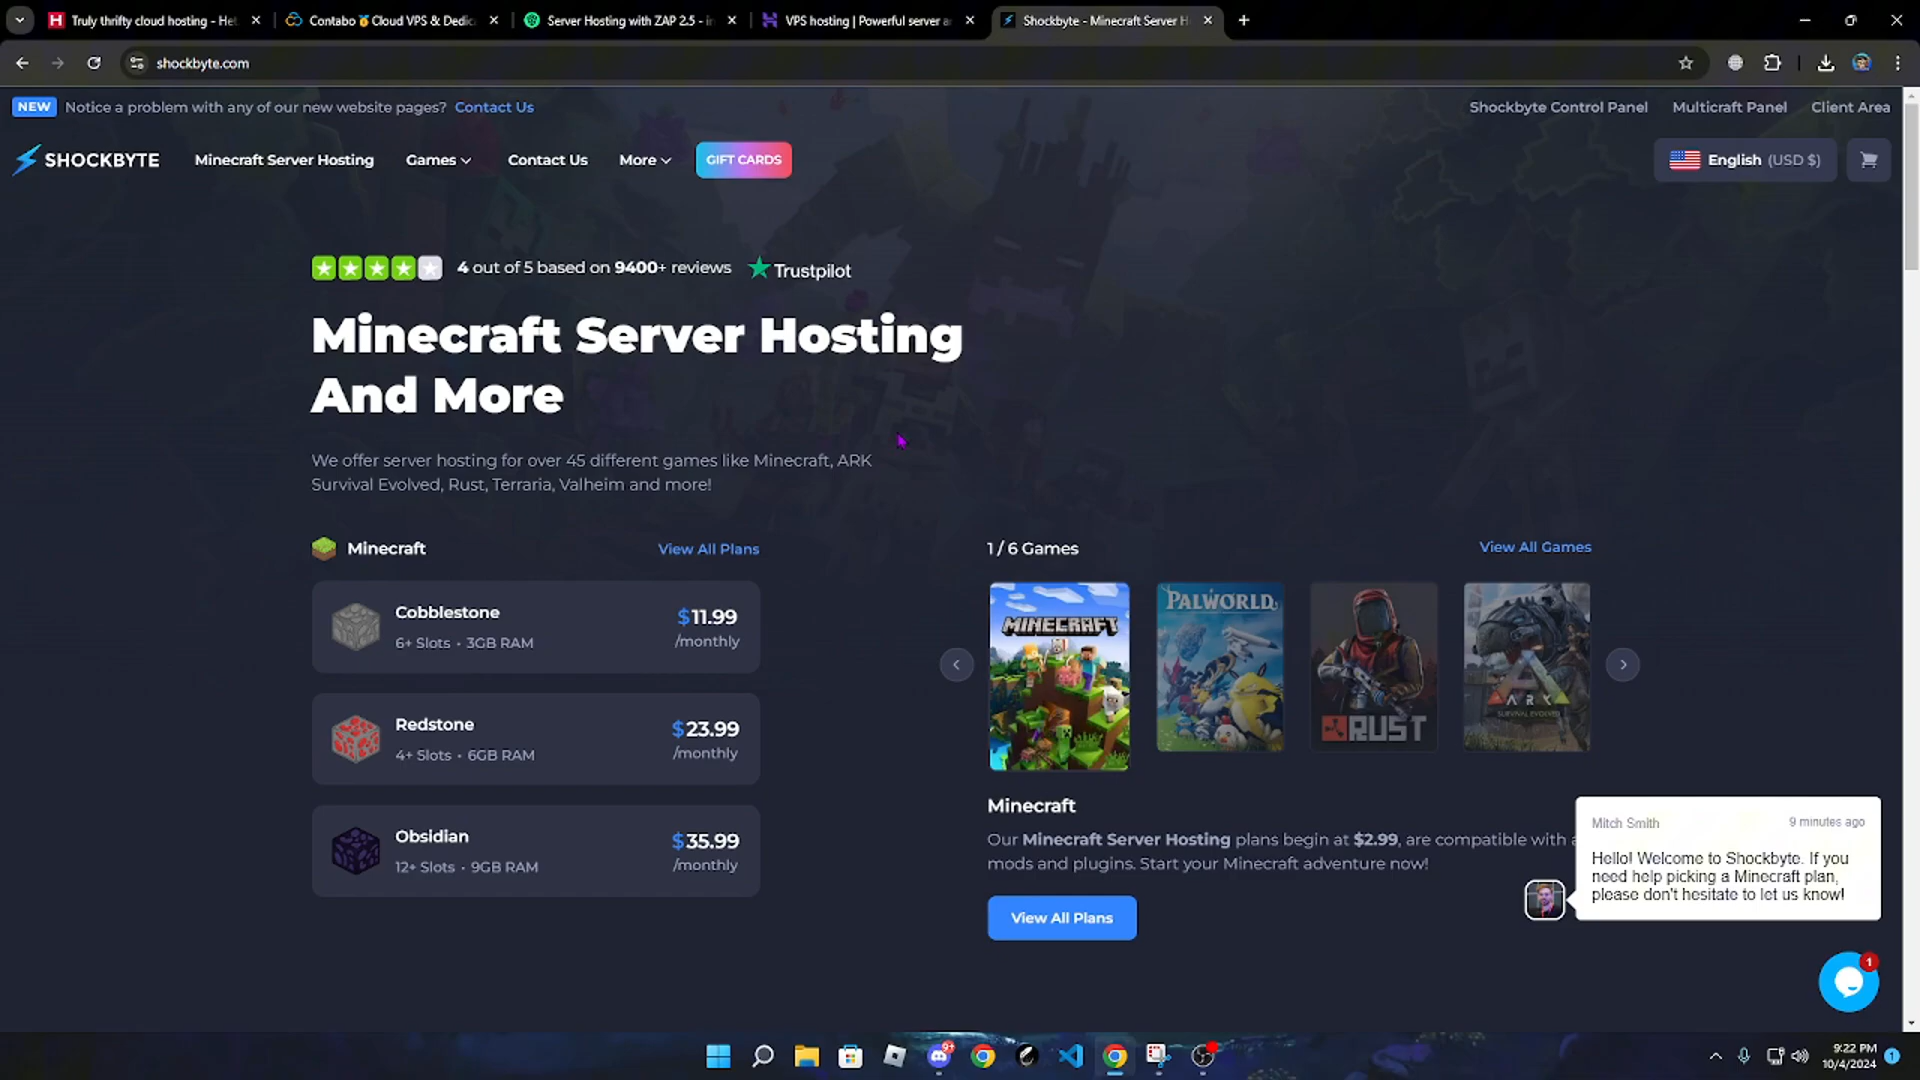 Truly thrifty cloud hosting - Het
Contabo🥇Cloud VPS & Dedic
Server Hosting with ZAP 2.5 - in
VPS hosting | Powerful server an
Shockbyte - Minecraft Server H
shockbyte.com
NEW Notice a problem with any of our new website pages? Contact Us
Shockbyte Control Panel Multicraft Panel Client Area
SHOCKBYTE
Minecraft Server Hosting Games Contact Us More GIFT CARDS
English (USD $)
4 out of 5 based on 9400+ reviews Trustpilot
Minecraft Server Hosting
And More
We offer server hosting for over 45 different games like Minecraft, ARK
Survival Evolved, Rust, Terraria, Valheim and more!
Minecraft View All Plans
Cobblestone
6+ Slots • 3GB RAM
$11.99
/monthly
Redstone
4+ Slots • 6GB RAM
$23.99
/monthly
Obsidian
12+ Slots • 9GB RAM
$35.99
/monthly
1 / 6 Games View All Games
MINECRAFT
PALWORLD
RUST
ARK
SURVIVAL EVOLVED
Minecraft
Our Minecraft Server Hosting plans begin at $2.99, are compatible with a
mods and plugins. Start your Minecraft adventure now!
View All Plans
Mitch Smith 9 minutes ago
Hello! Welcome to Shockbyte. If you
need help picking a Minecraft plan,
please don't hesitate to let us know!
1
9+
9:22 PM
10/4/2024
1